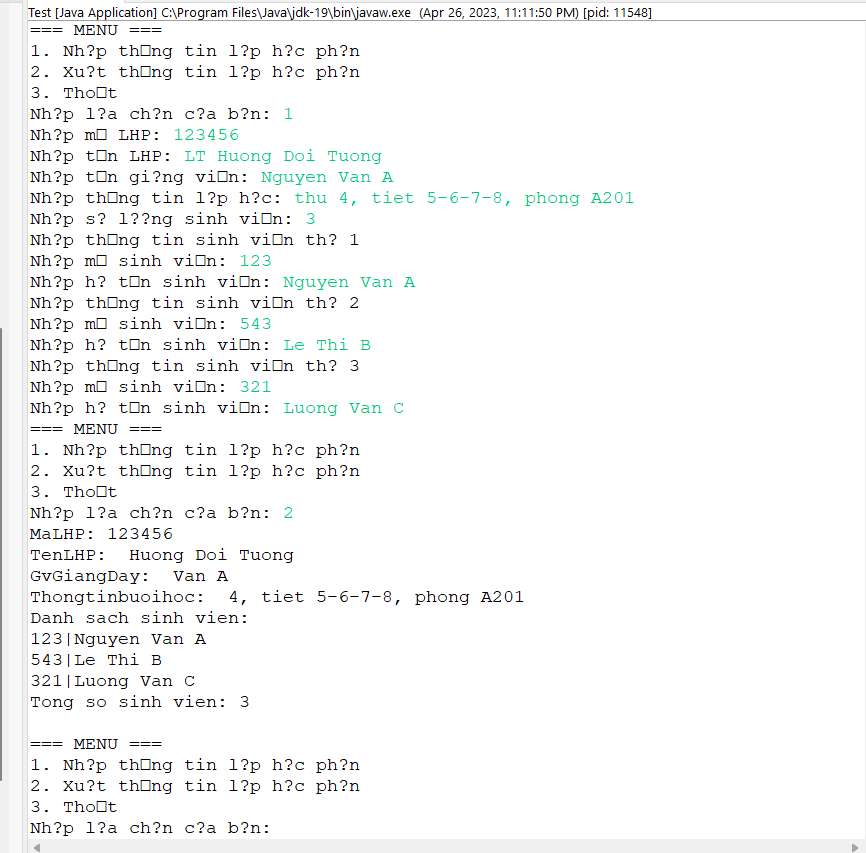 Test [Java Application] C:\Program Files\Java\jdk-19\bin\javaw.exe (Apr 26, 2023, 11:11:50 PM) [pid: 11548]
=== MENU ===
1. Nh?p th□ng tin l?p h?c ph?n
2. Xu?t th□ng tin l?p h?c ph?n
3. Tho□t
Nh?p l?a ch?n c?a b?n: 1
Nh?p m□ LHP: 123456
Nh?p t□n LHP: LT Huong Doi Tuong
Nh?p t□n gi?ng vi□n: Nguyen Van A
Nh?p th□ng tin l?p h?c: thu 4, tiet 5-6-7-8, phong A201
Nh?p s? l??ng sinh vi□n: 3
Nh?p th□ng tin sinh vi□n th? 1
Nh?p m□ sinh vi□n: 123
Nh?p h? t□n sinh vi□n: Nguyen Van A
Nh?p th□ng tin sinh vi□n th? 2
Nh?p m□ sinh vi□n: 543
Nh?p h? t□n sinh vi□n: Le Thi B
Nh?p th□ng tin sinh vi□n th? 3
Nh?p m□ sinh vi□n: 321
Nh?p h? t□n sinh vi□n: Luong Van C
=== MENU ===
1. Nh?p th□ng tin l?p h?c ph?n
2. Xu?t th□ng tin l?p h?c ph?n
3. Tho□t
Nh?p l?a ch?n c?a b?n: 2
MaLHP: 123456
TenLHP:  Huong Doi Tuong
GvGiangDay:  Van A
Thongtinbuoihoc:  4, tiet 5-6-7-8, phong A201
Danh sach sinh vien:
123|Nguyen Van A
543|Le Thi B
321|Luong Van C
Tong so sinh vien: 3
=== MENU ===
1. Nh?p th□ng tin l?p h?c ph?n
2. Xu?t th□ng tin l?p h?c ph?n
3. Tho□t
Nh?p l?a ch?n c?a b?n: